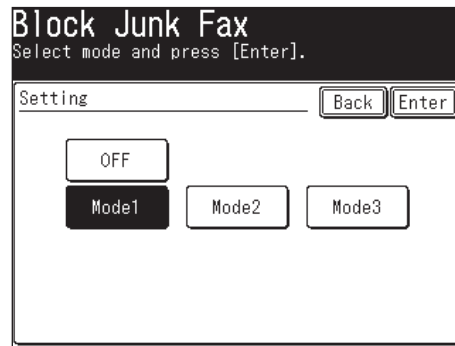 Block Junk Fax
Select mode and press [Enter].
Setting Back Enter
OFF
Mode1 Mode2 Mode3